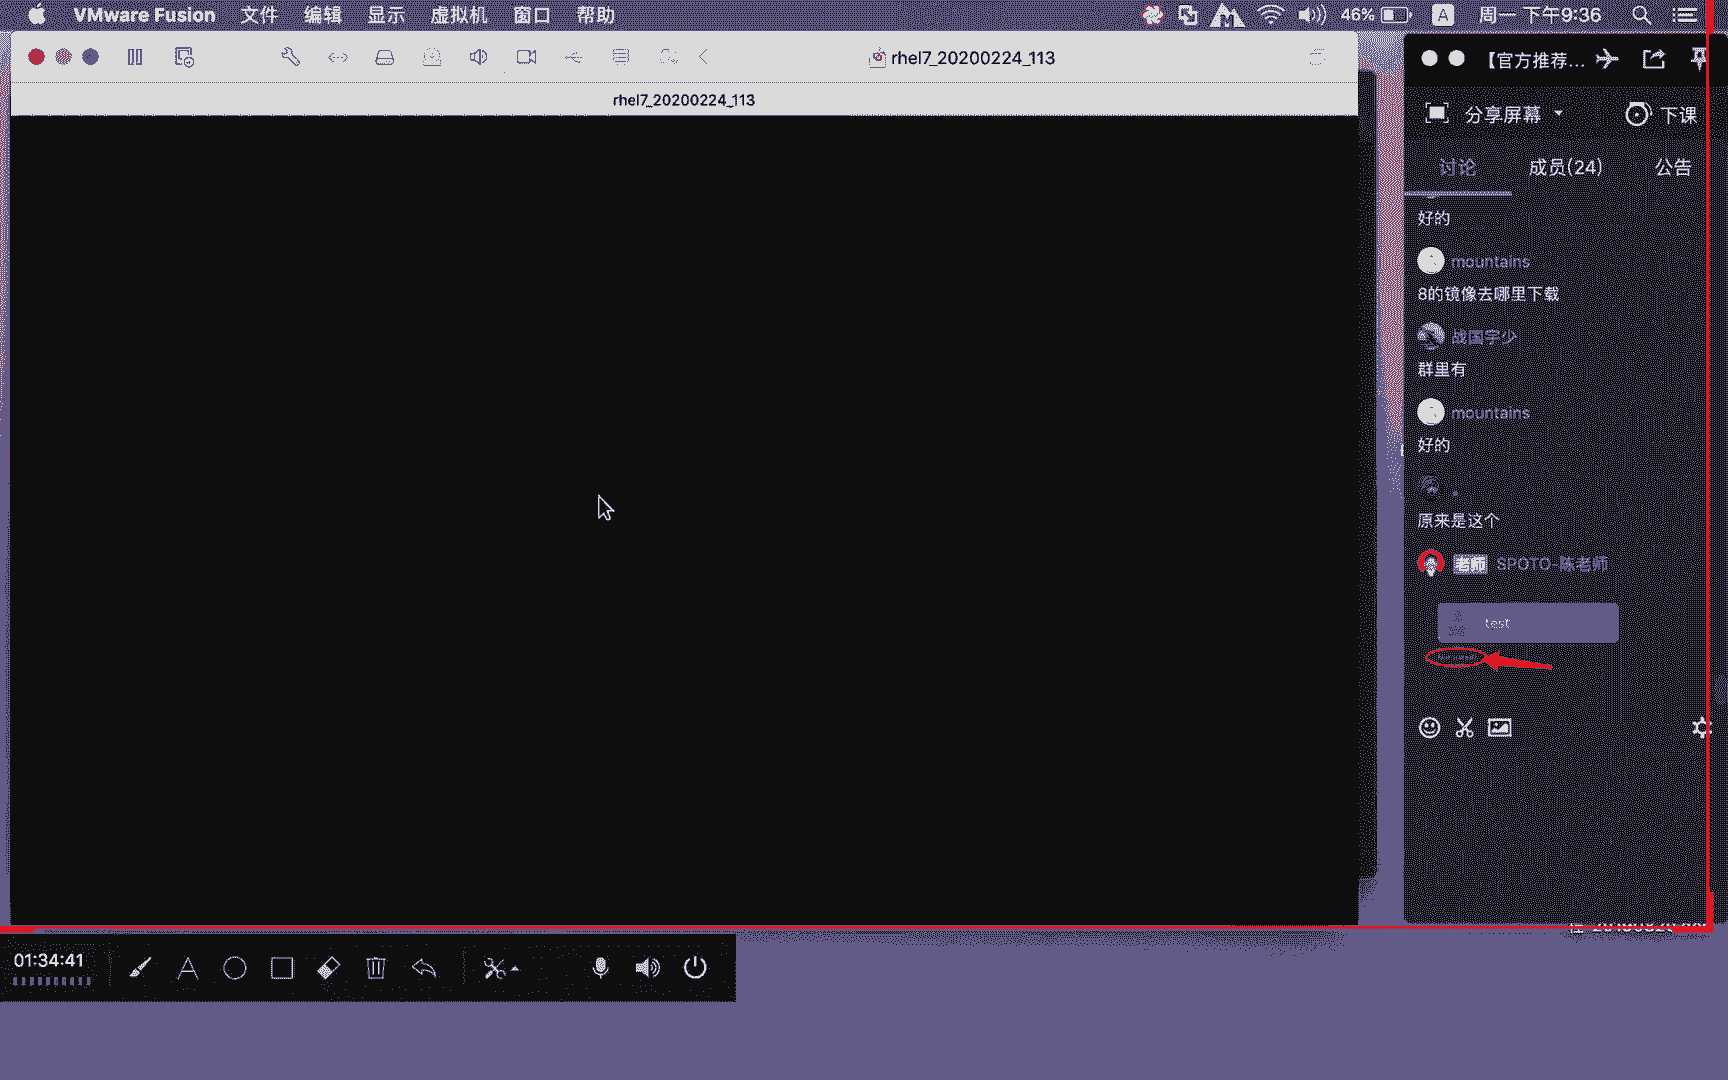 VMware Fusion 文件 编辑 显示 虚拟机 窗口 帮助 46% A 周一 下午9:36
rhel7_20200224_113
rhel7_20200224_113
【官方推荐...
分享屏幕 下课
讨论 成员(24) 公告
好的
mountains
8的镜像去哪里下载
战国宇少
群里有
mountains
好的
.
原来是这个
老师 SPOTO-陈老师
test
01:34:41